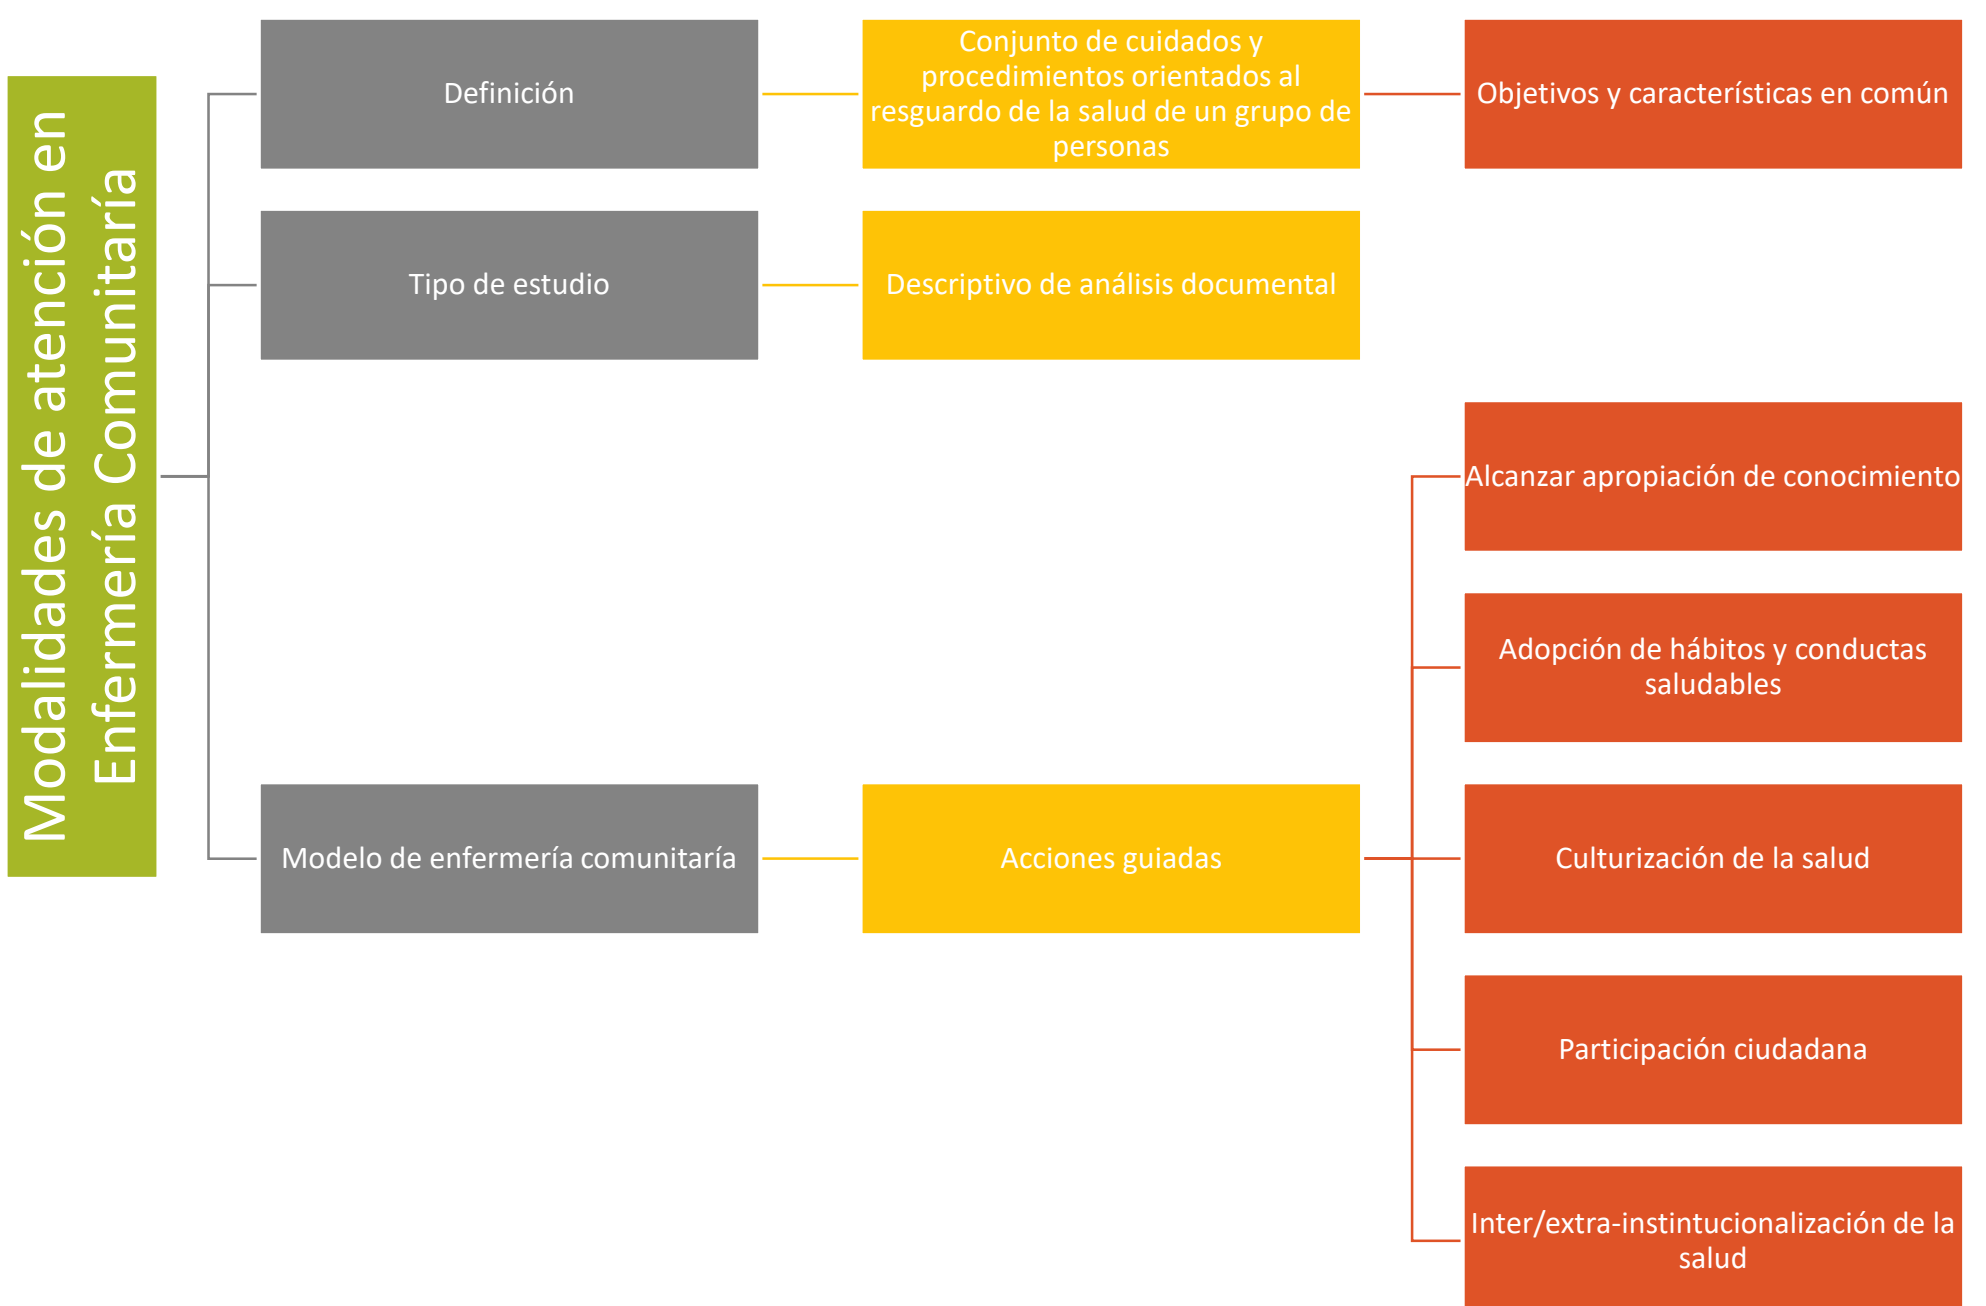 Modalidades de atención en
Enfermería Comunitaría
Definición
Conjunto de cuidados y
procedimientos orientados al
resguardo de la salud de un grupo de
personas
Objetivos y características en común
Tipo de estudio
Descriptivo de análisis documental
Modelo de enfermería comunitaría
Acciones guiadas
Alcanzar apropiación de conocimiento
Adopción de hábitos y conductas
saludables
Culturización de la salud
Participación ciudadana
Inter/extra-instintucionalización de la
salud